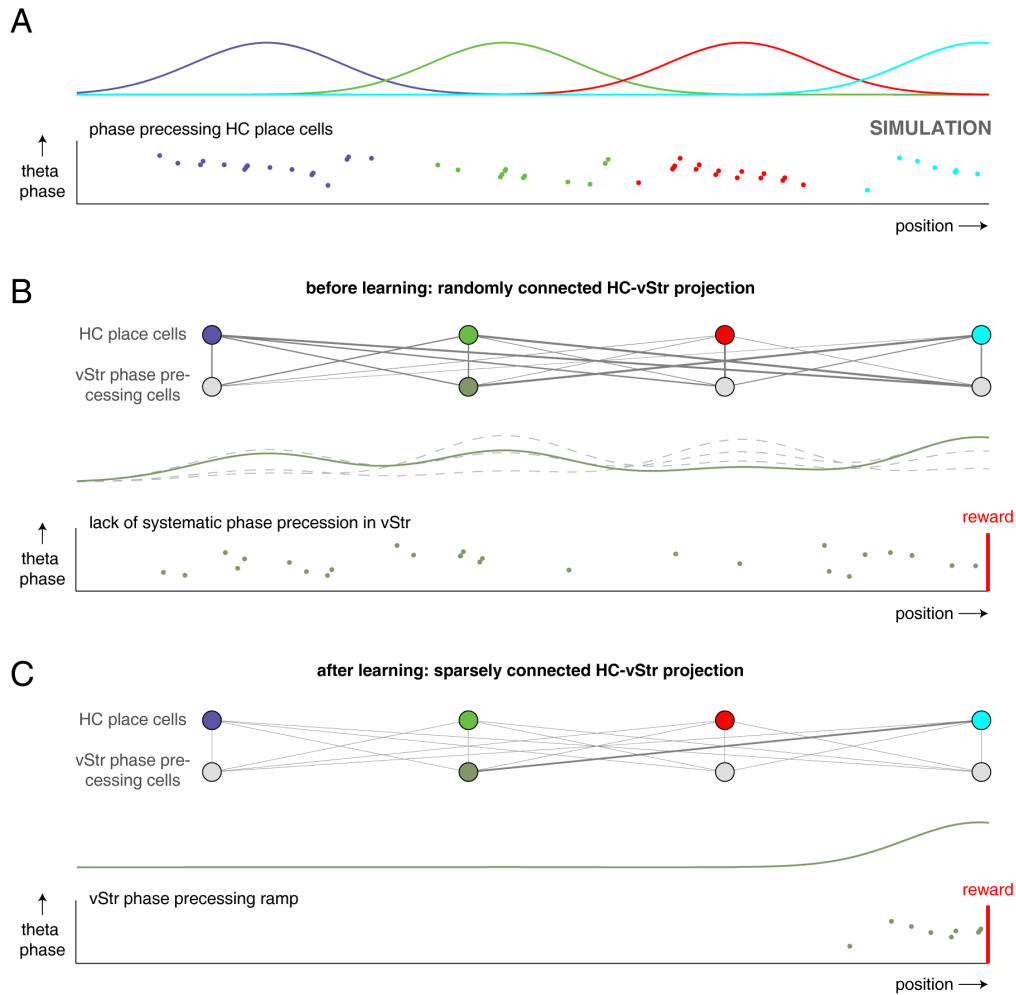 A
phase precessing HC place cells
SIMULATION
theta
phase
position
B
before learning: randomly connected HC-vStr projection
HC place cells
vStr phase pre-
cessing cells
lack of systematic phase precession in vStr
reward
theta
phase
position
C
after learning: sparsely connected HC-vStr projection
HC place cells
vStr phase pre-
cessing cells
vStr phase precessing ramp
reward
theta
phase
position